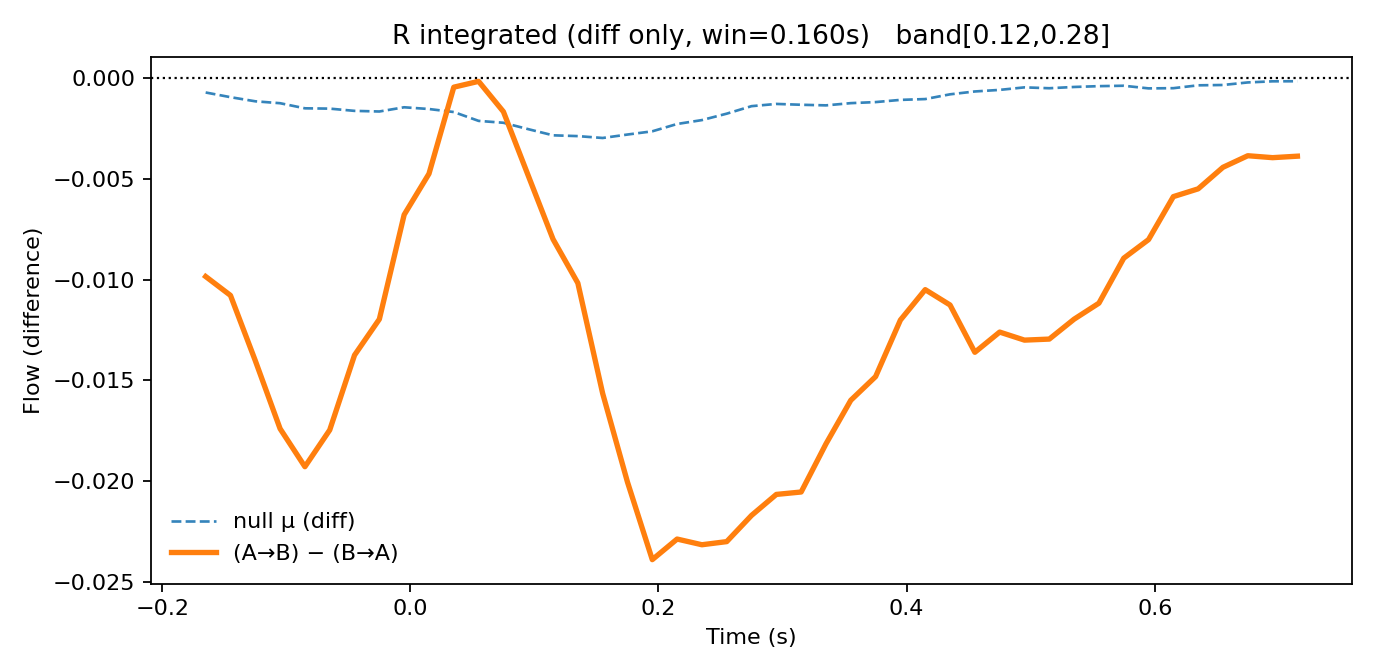 R integrated (diff only, win=0.160s)   band[0.12,0.28]
0.000
−0.005
−0.010
−0.015
−0.020
−0.025
Flow (difference)
null μ (diff)
(A→B) − (B→A)
−0.2
0.0
0.2
0.4
0.6
Time (s)